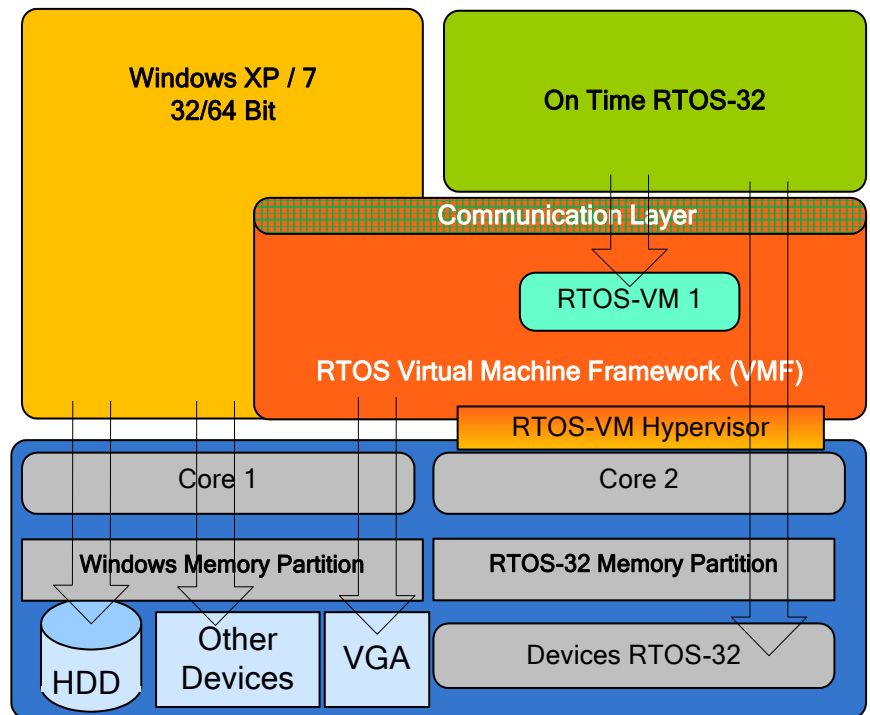 Windows XP / 7
32/64 Bit
On Time RTOS-32
Communication Layer
RTOS-VM 1
RTOS Virtual Machine Framework (VMF)
RTOS-VM Hypervisor
Core 1
Core 2
Windows Memory Partition
RTOS-32 Memory Partition
HDD
Other
Devices
VGA
Devices RTOS-32